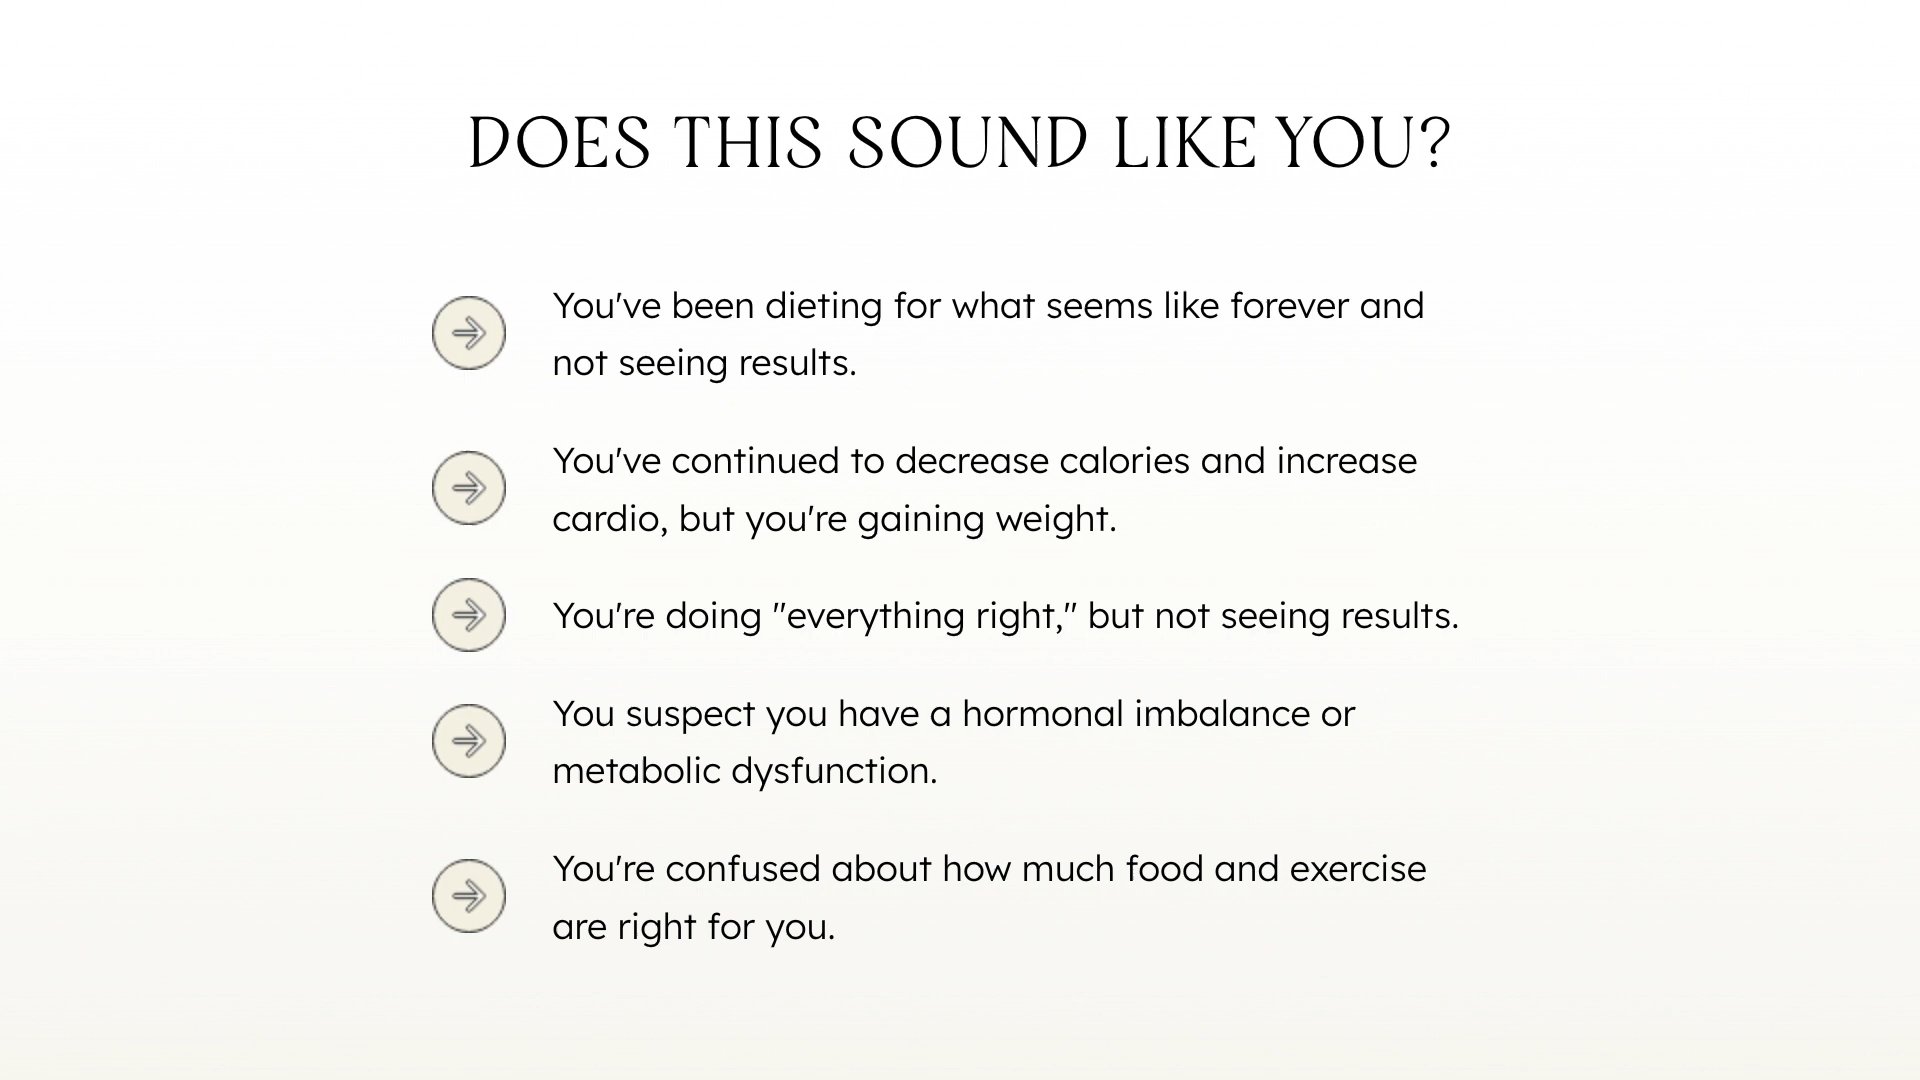 DOES THIS SOUND LIKE YOU?
You've been dieting for what seems like forever and
not seeing results.
You've continued to decrease calories and increase
cardio, but you're gaining weight.
You're doing "everything right," but not seeing results.
You suspect you have a hormonal imbalance or
metabolic dysfunction.
You're confused about how much food and exercise
are right for you.